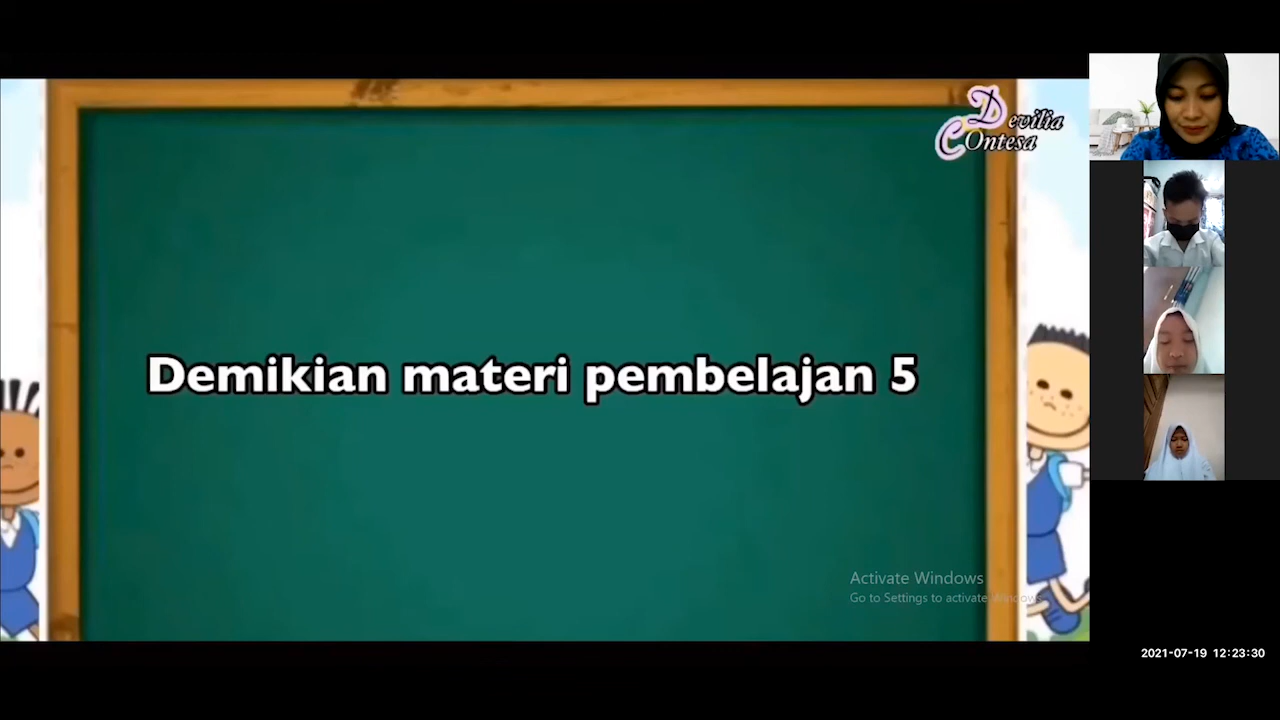 Devilia
Contesa
Demikian materi pembelajan 5
Activate Windows
Go to Settings to activate Windows.
2021-07-19 12:23:30